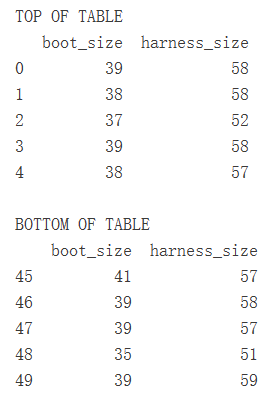 TOP OF TABLE
boot_size harness_size
0 39 58
1 38 58
2 37 52
3 39 58
4 38 57
BOTTOM OF TABLE
boot_size harness_size
45 41 57
46 39 58
47 39 57
48 35 51
49 39 59